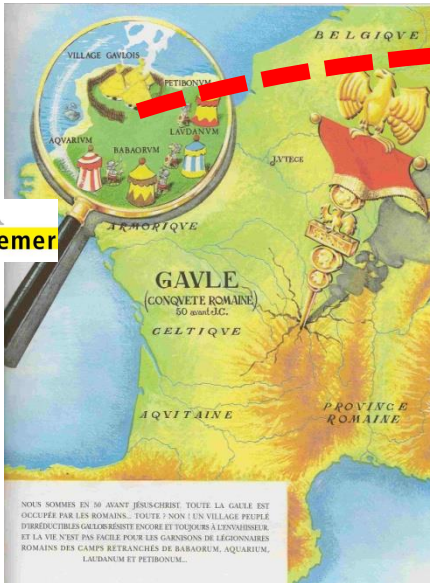 BELGIQVE
VILLAGE GAVLOIS
PETIBONVM
LAVDANVM
AQVARIVM
BABAORVM
LVTECE
ARMORIQVE
emer
GAVLE
(CONQVETE ROMAINE)
50 avant J.C.
CELTIQVE
AQVITAINE
PROVINCE
ROMAINE
NOUS SOMMES EN 50 AVANT JÉSUS-CHRIST. TOUTE LA GAULE EST
OCCUPÉE PAR LES ROMAINS... TOUTE ? NON ! UN VILLAGE PEUPLÉ
D'IRRÉDUCTIBLES GAULOIS RÉSISTE ENCORE ET TOUJOURS À L'ENVAHISSEUR.
ET LA VIE N'EST PAS FACILE POUR LES GARNISONS DE LÉGIONNAIRES
ROMAINS DES CAMPS RETRANCHÉS DE BABAORUM, AQUARIUM,
LAUDANUM ET PETIBONUM...